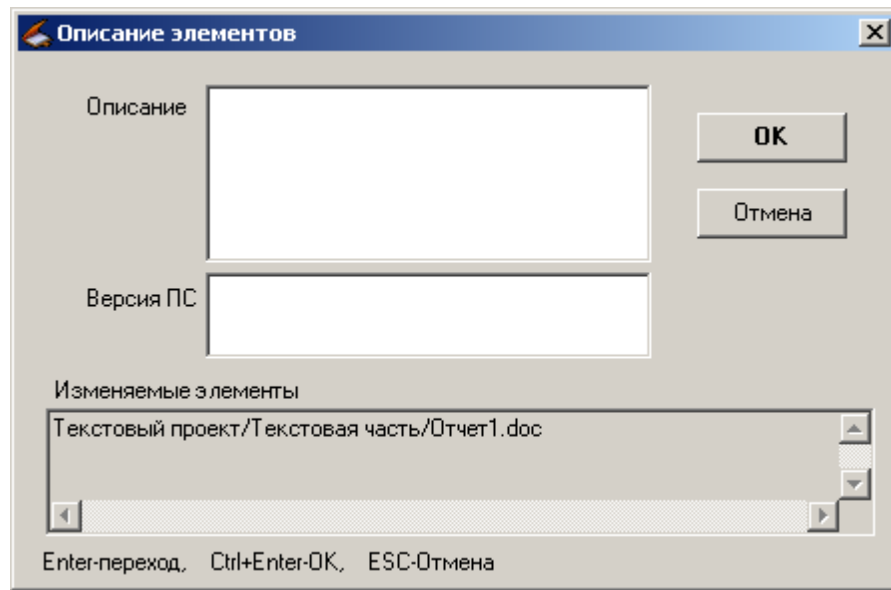 Описание элементов
Описание
OK
Отмена
Версия ПС
Изменяемые элементы
Текстовый проект/Текстовая часть/Отчет1.doc
Enter-переход, Ctrl+Enter-OK, ESC-Отмена